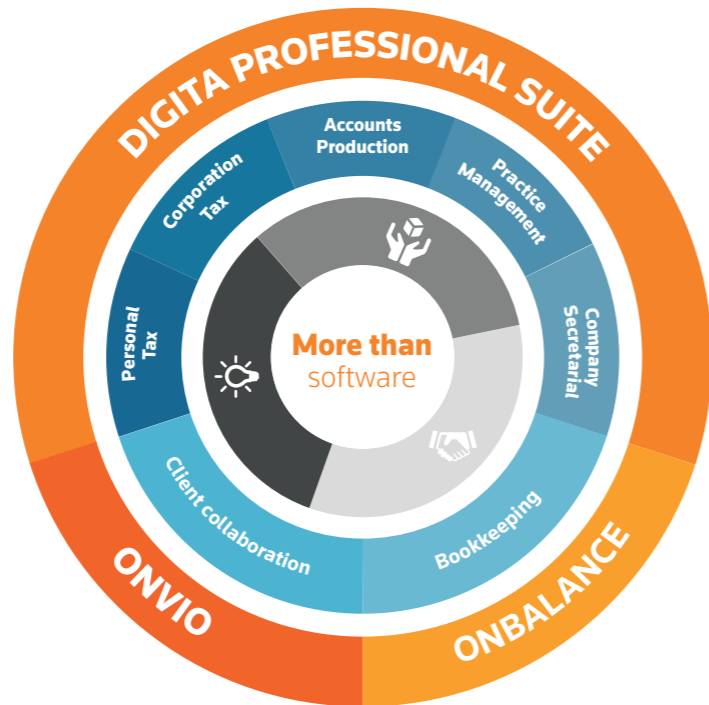 DIGITA PROFESSIONAL SUITE
Accounts
Production
Corporation
Tax
Practice
Management
Personal
Tax
Company
Secretarial
More than
software
Client collaboration
Bookkeeping
ONVIO
ONBALANCE